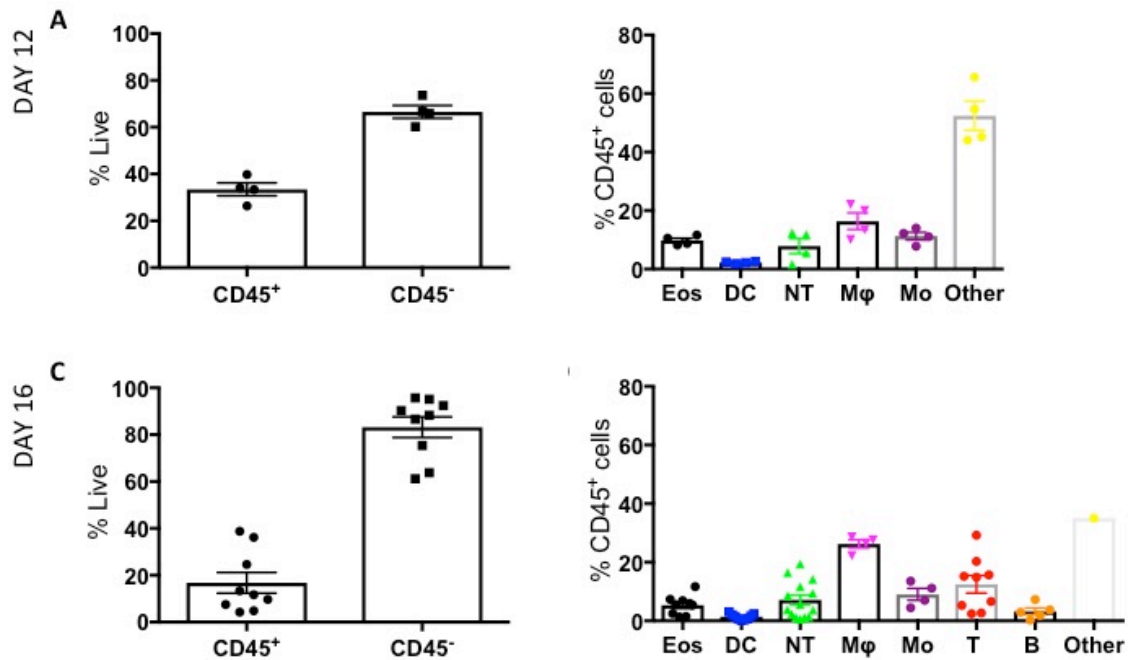 DAY 12
A
% Live
100
80
60
40
20
0
CD45⁺ CD45⁻
% CD45⁺ cells
80
60
40
20
0
Eos DC NT Mφ Mo Other
DAY 16
C
% Live
100
80
60
40
20
0
CD45⁺ CD45⁻
% CD45⁺ cells
80
60
40
20
0
Eos DC NT Mφ Mo T B Other